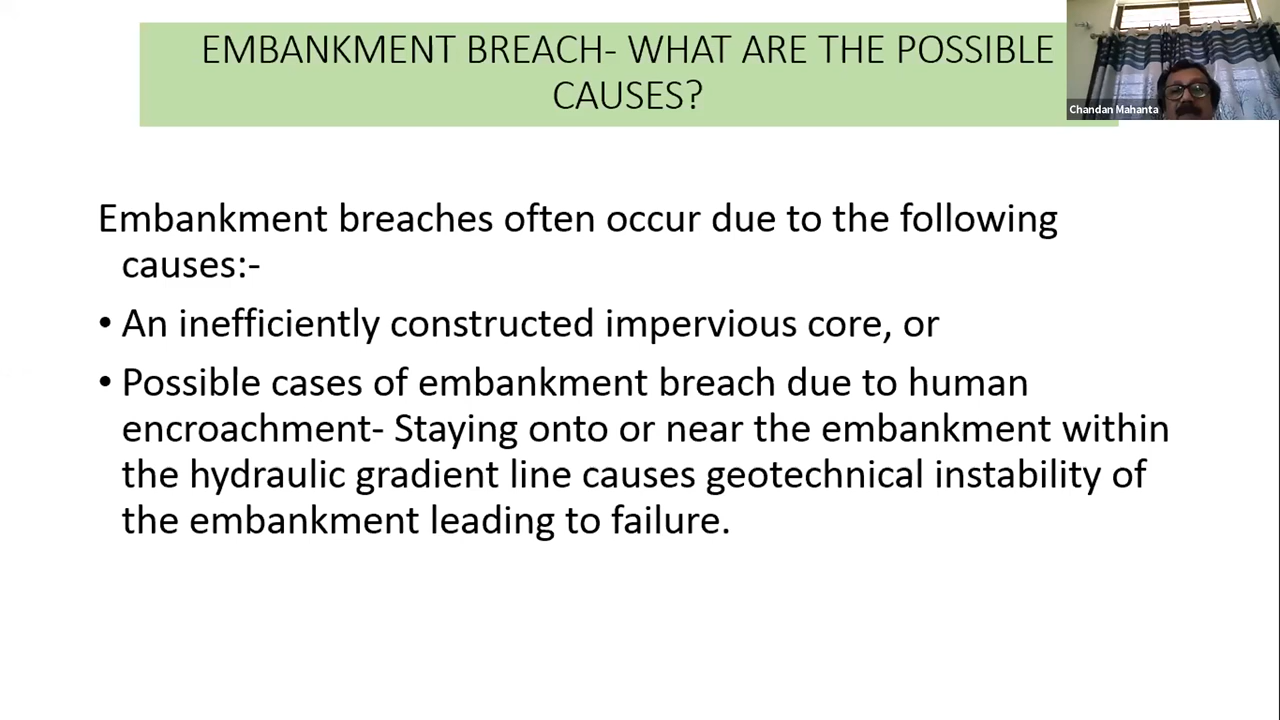 EMBANKMENT BREACH- WHAT ARE THE POSSIBLE
CAUSES?
Chandan Mahanta
Embankment breaches often occur due to the following
causes:-
• An inefficiently constructed impervious core, or
• Possible cases of embankment breach due to human
encroachment- Staying onto or near the embankment within
the hydraulic gradient line causes geotechnical instability of
the embankment leading to failure.